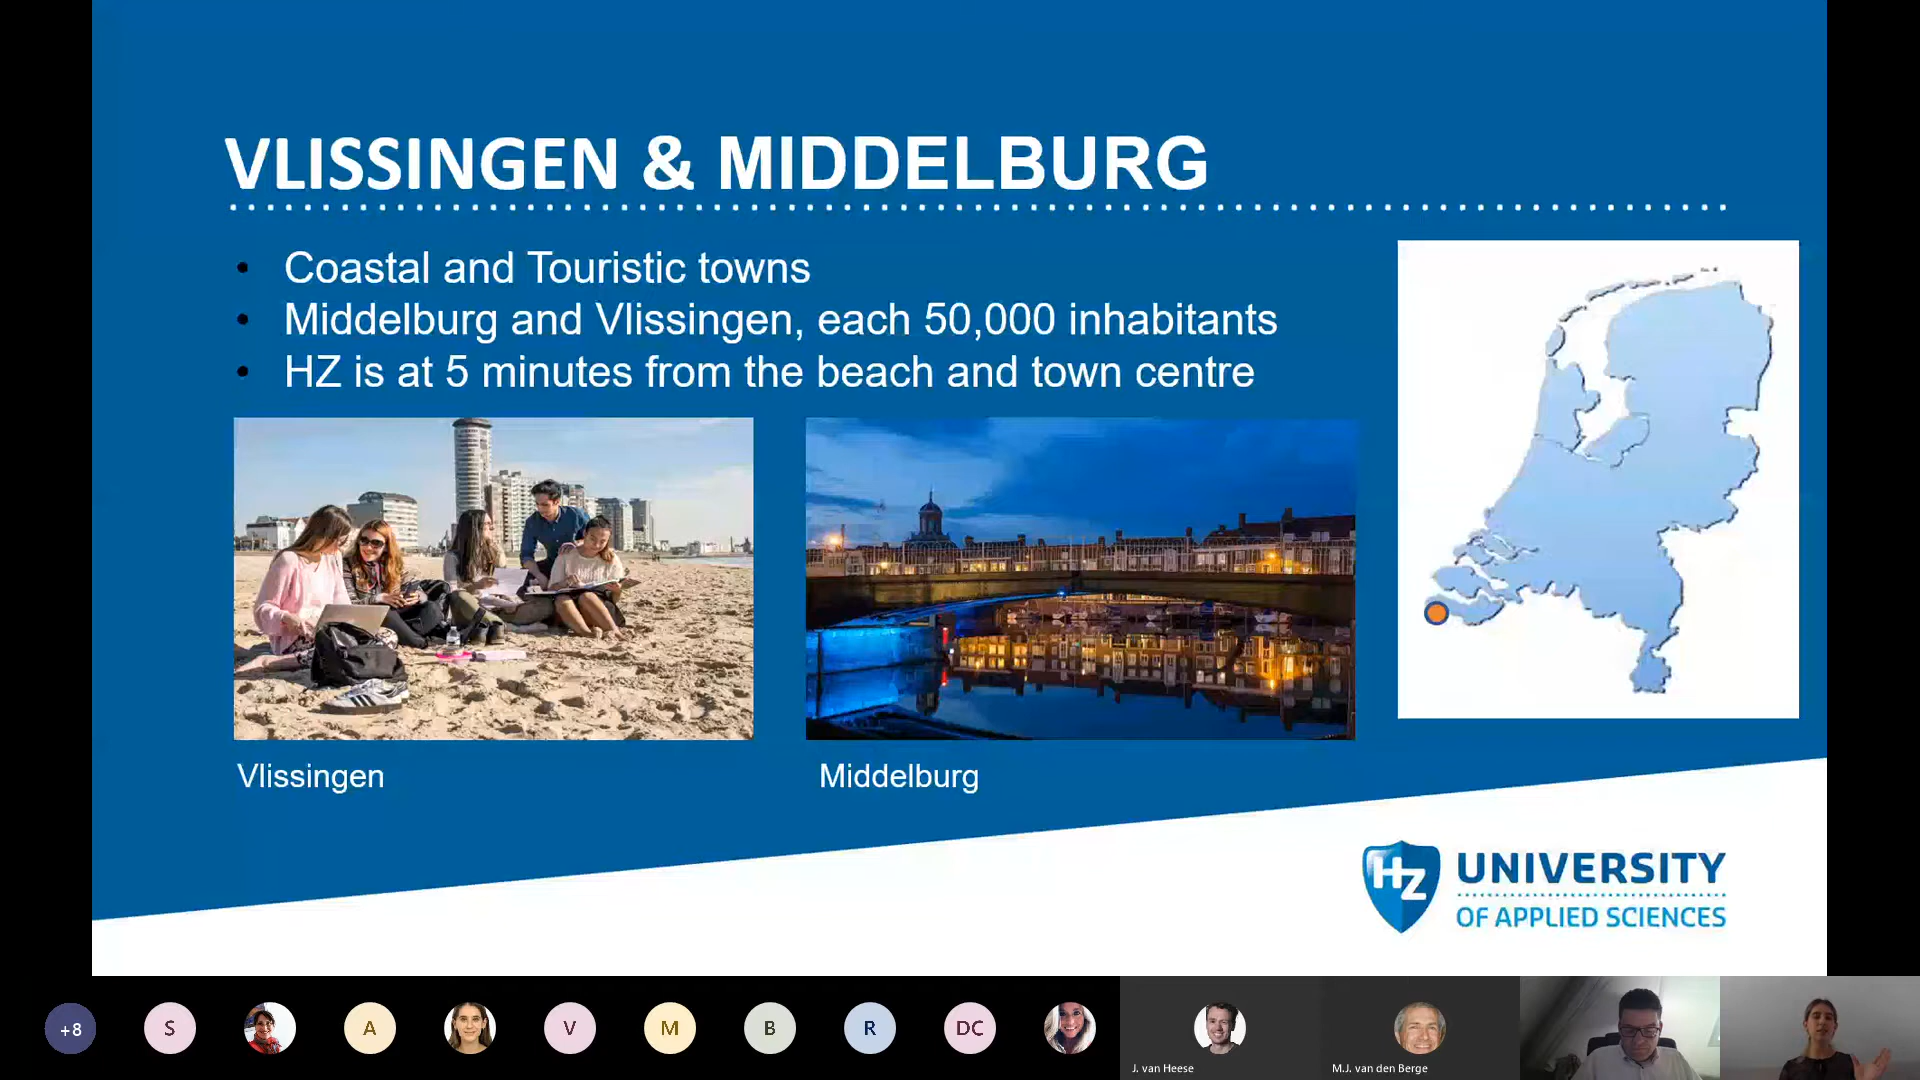 VLISSINGEN & MIDDELBURG
• Coastal and Touristic towns
• Middelburg and Vlissingen, each 50,000 inhabitants
• HZ is at 5 minutes from the beach and town centre
Vlissingen
Middelburg
HZ UNIVERSITY
OF APPLIED SCIENCES
+8
S
A
V
M
B
R
DC
J. van Heese
M.J. van den Berge